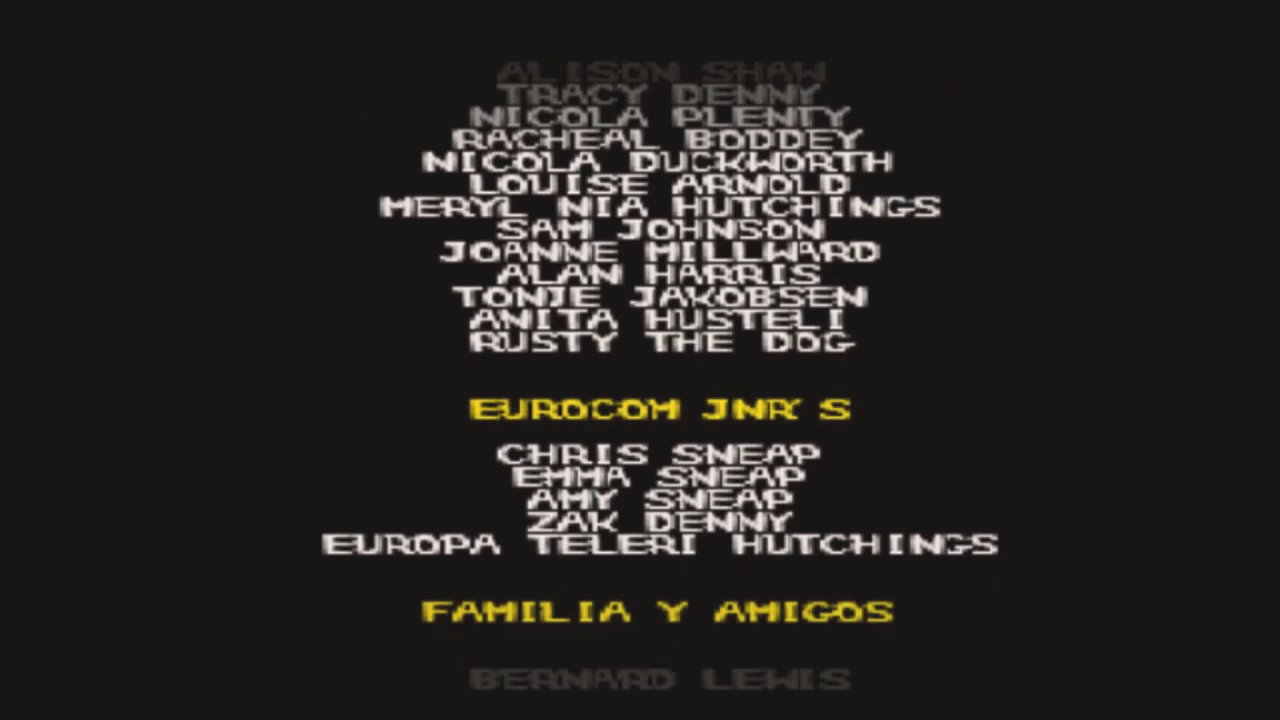 ALISON SHAW
TRACY DENNY
NICOLA PLENTY
RACHEAL BODDEY
NICOLA DUCKWORTH
LOUISE ARNOLD
MERYL NIA HUTCHINGS
SAM JOHNSON
JOANNE MILLWARD
ALAN HARRIS
TONJE JAKOBSEN
ANITA HUSTELI
RUSTY THE DOG
EUROCOM JNR'S
CHRIS SNEAP
EMMA SNEAP
AMY SNEAP
ZAK DENNY
EUROPA TELERI HUTCHINGS
FAMILIA Y AMIGOS
BERNARD LEWIS